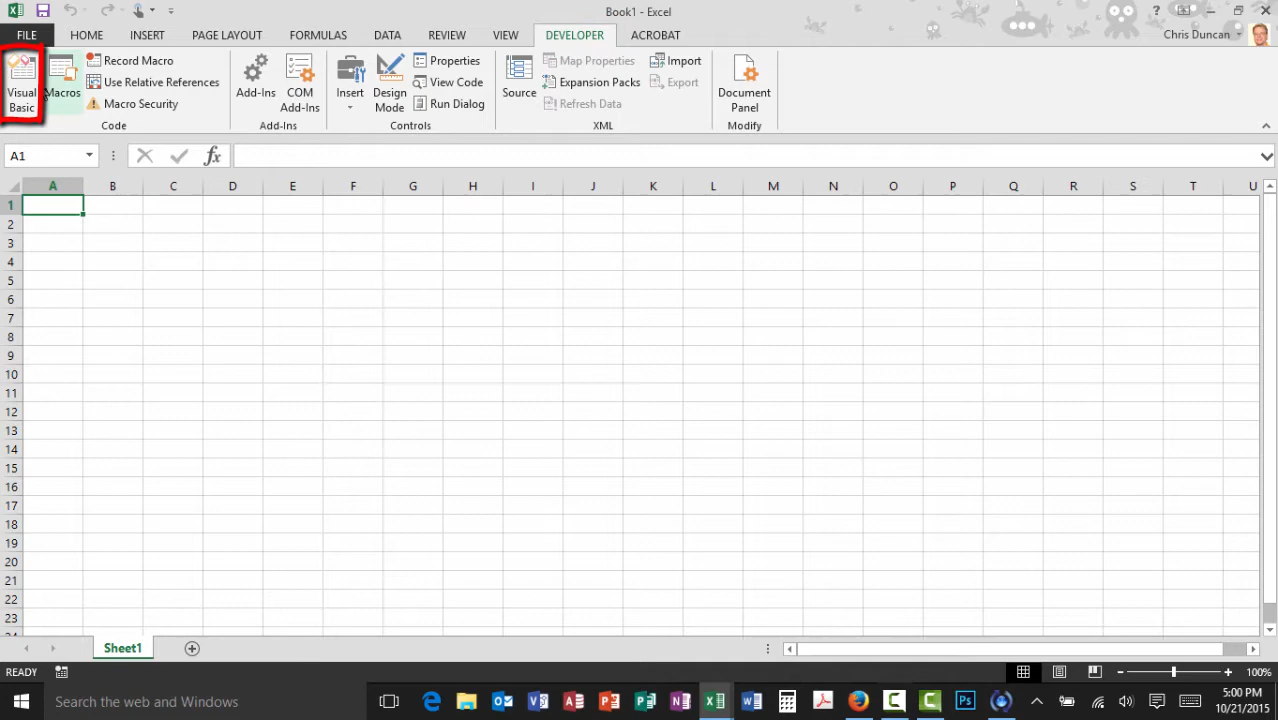 Book1 - Excel
?
FILE HOME INSERT PAGE LAYOUT FORMULAS DATA REVIEW VIEW DEVELOPER ACROBAT Chris Duncan
Visual Basic
Macros
Record Macro
Use Relative References
Macro Security
Code
Add-Ins
COM Add-Ins
Add-Ins
Insert
Design Mode
Properties
View Code
Run Dialog
Controls
Source
Map Properties
Expansion Packs
Refresh Data
Import
Export
XML
Document Panel
Modify
A1 fx
A B C D E F G H I J K L M N O P Q R S T U
1
2
3
4
5
6
7
8
9
10
11
12
13
14
15
16
17
18
19
20
21
22
23
Sheet1
READY 100%
Search the web and Windows
5:00 PM
10/21/2015